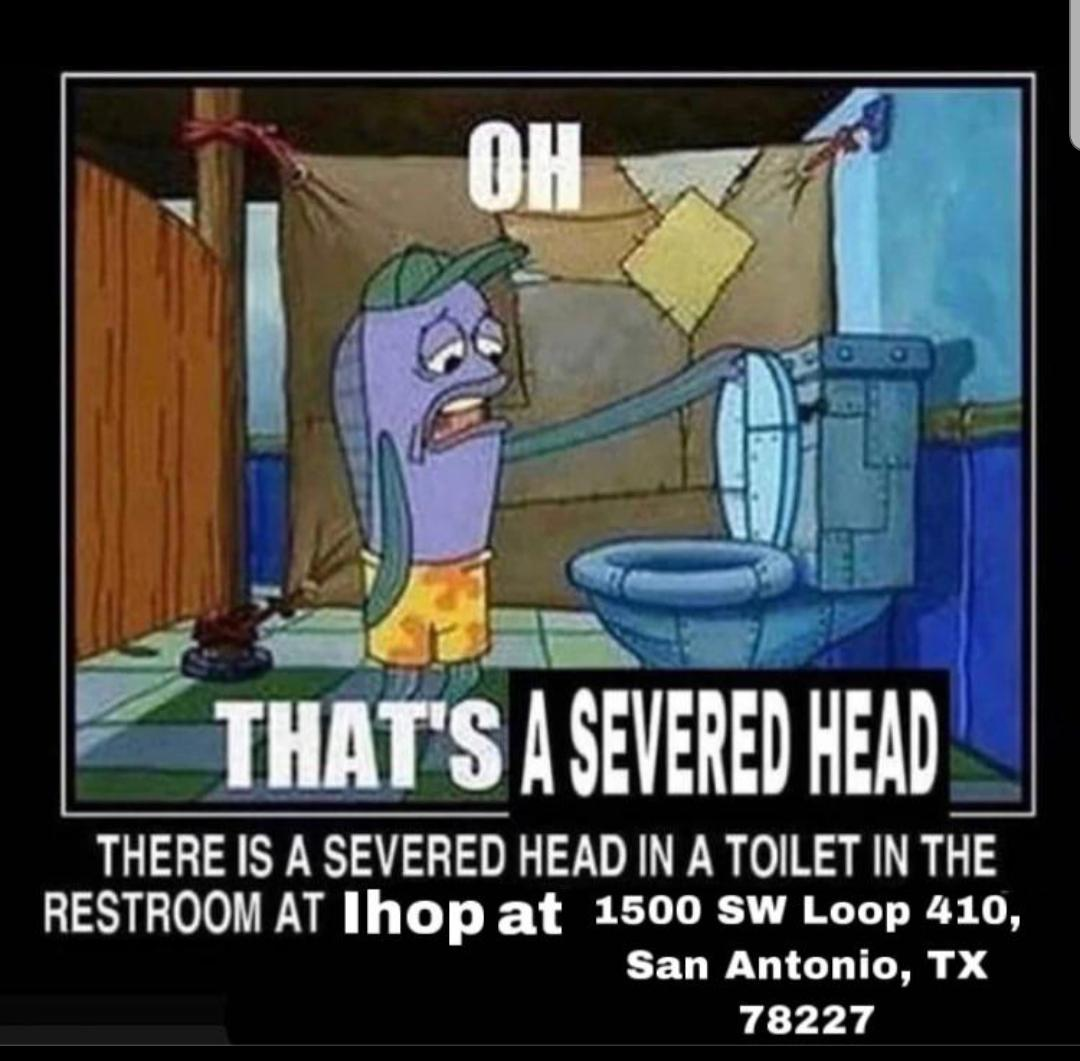 OH
THAT'S A SEVERED HEAD
THERE IS A SEVERED HEAD IN A TOILET IN THE
RESTROOM AT Ihop at 1500 SW Loop 410,
San Antonio, TX
78227